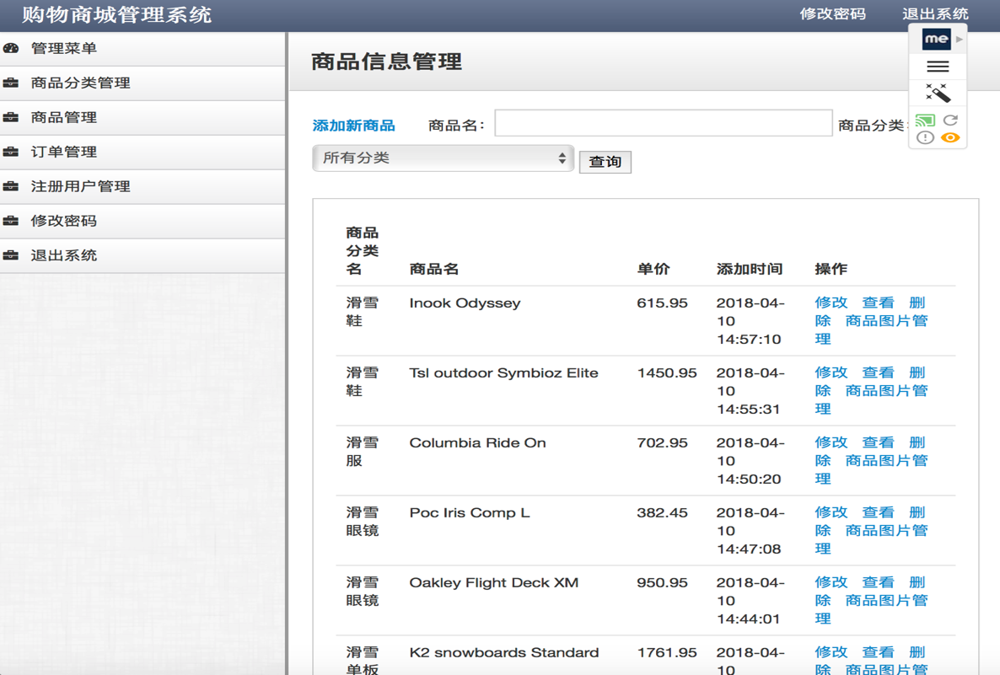 购物商城管理系统 修改密码 退出系统
管理菜单
商品分类管理
商品管理
订单管理
注册用户管理
修改密码
退出系统
me
商品信息管理
添加新商品 商品名: 商品分类:
所有分类 查询
商品
分类
名 商品名 单价 添加时间 操作
滑雪 Inook Odyssey 615.95 2018-04- 修改 查看 删
鞋 10 除 商品图片管
14:57:10 理
滑雪 Tsl outdoor Symbioz Elite 1450.95 2018-04- 修改 查看 删
鞋 10 除 商品图片管
14:55:31 理
滑雪 Columbia Ride On 702.95 2018-04- 修改 查看 删
服 10 除 商品图片管
14:50:20 理
滑雪 Poc Iris Comp L 382.45 2018-04- 修改 查看 删
眼镜 10 除 商品图片管
14:47:08 理
滑雪 Oakley Flight Deck XM 950.95 2018-04- 修改 查看 删
眼镜 10 除 商品图片管
14:44:01 理
滑雪 K2 snowboards Standard 1761.95 2018-04- 修改 查看 删
单板 10 除 商品图片管